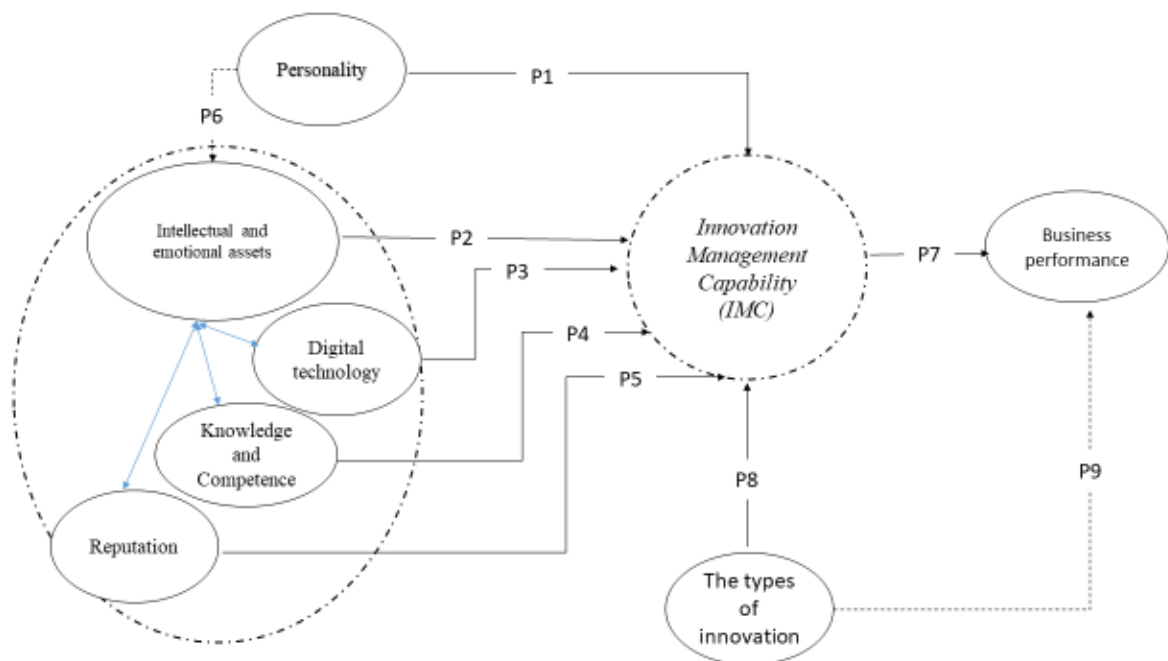 Personality
P1
P6
Intellectual and
emotional assets
P2
P3
Digital
technology
P4
P5
Knowledge
and
Competence
Reputation
Innovation
Management
Capability
(IMC)
P7
Business
performance
P8
P9
The types
of
innovation